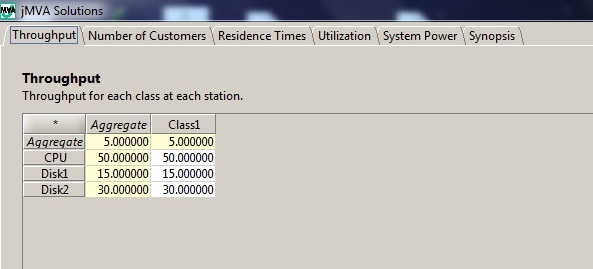 MVA jMVA Solutions
Throughput Number of Customers Residence Times Utilization System Power Synopsis
Throughput
Throughput for each class at each station.
* Aggregate Class1
Aggregate 5.000000 5.000000
CPU 50.000000 50.000000
Disk1 15.000000 15.000000
Disk2 30.000000 30.000000